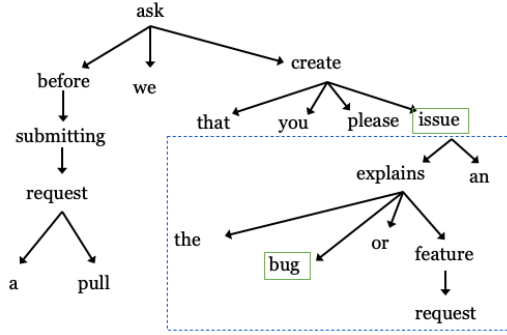 ask
before we create
submitting that you please issue
request explains an
a pull the bug or feature
request